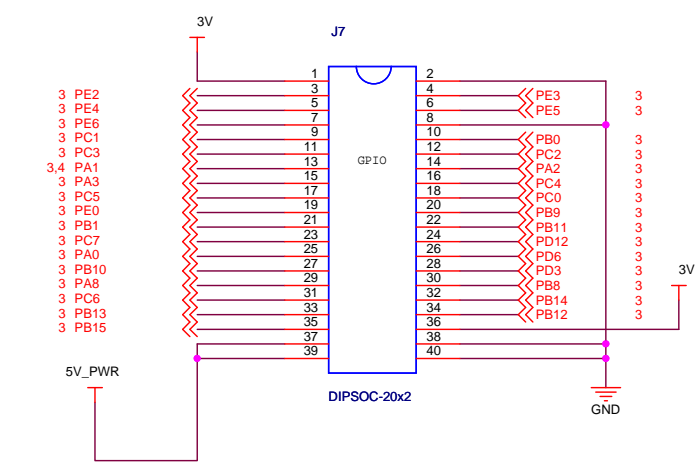 3V
J7
1 2
3 PE2 3 4 PE3 3
3 PE4 5 6 PE5 3
3 PE6 7 8
3 PC1 9 10 PB0 3
3 PC3 11 12 PC2 3
GPIO
3,4 PA1 13 14 PA2 3
3 PA3 15 16 PC4 3
3 PC5 17 18 PC0 3
3 PE0 19 20 PB9 3
3 PB1 21 22 PB11 3
3 PC7 23 24 PD12 3
3 PA0 25 26 PD6 3
3 PB10 27 28 PD3 3
3V
3 PA8 29 30 PB8 3
3 PC6 31 32 PB14 3
3 PB13 33 34 PB12 3
3 PB15 35 36
37 38
39 40
5V_PWR
DIPSOC-20x2
GND